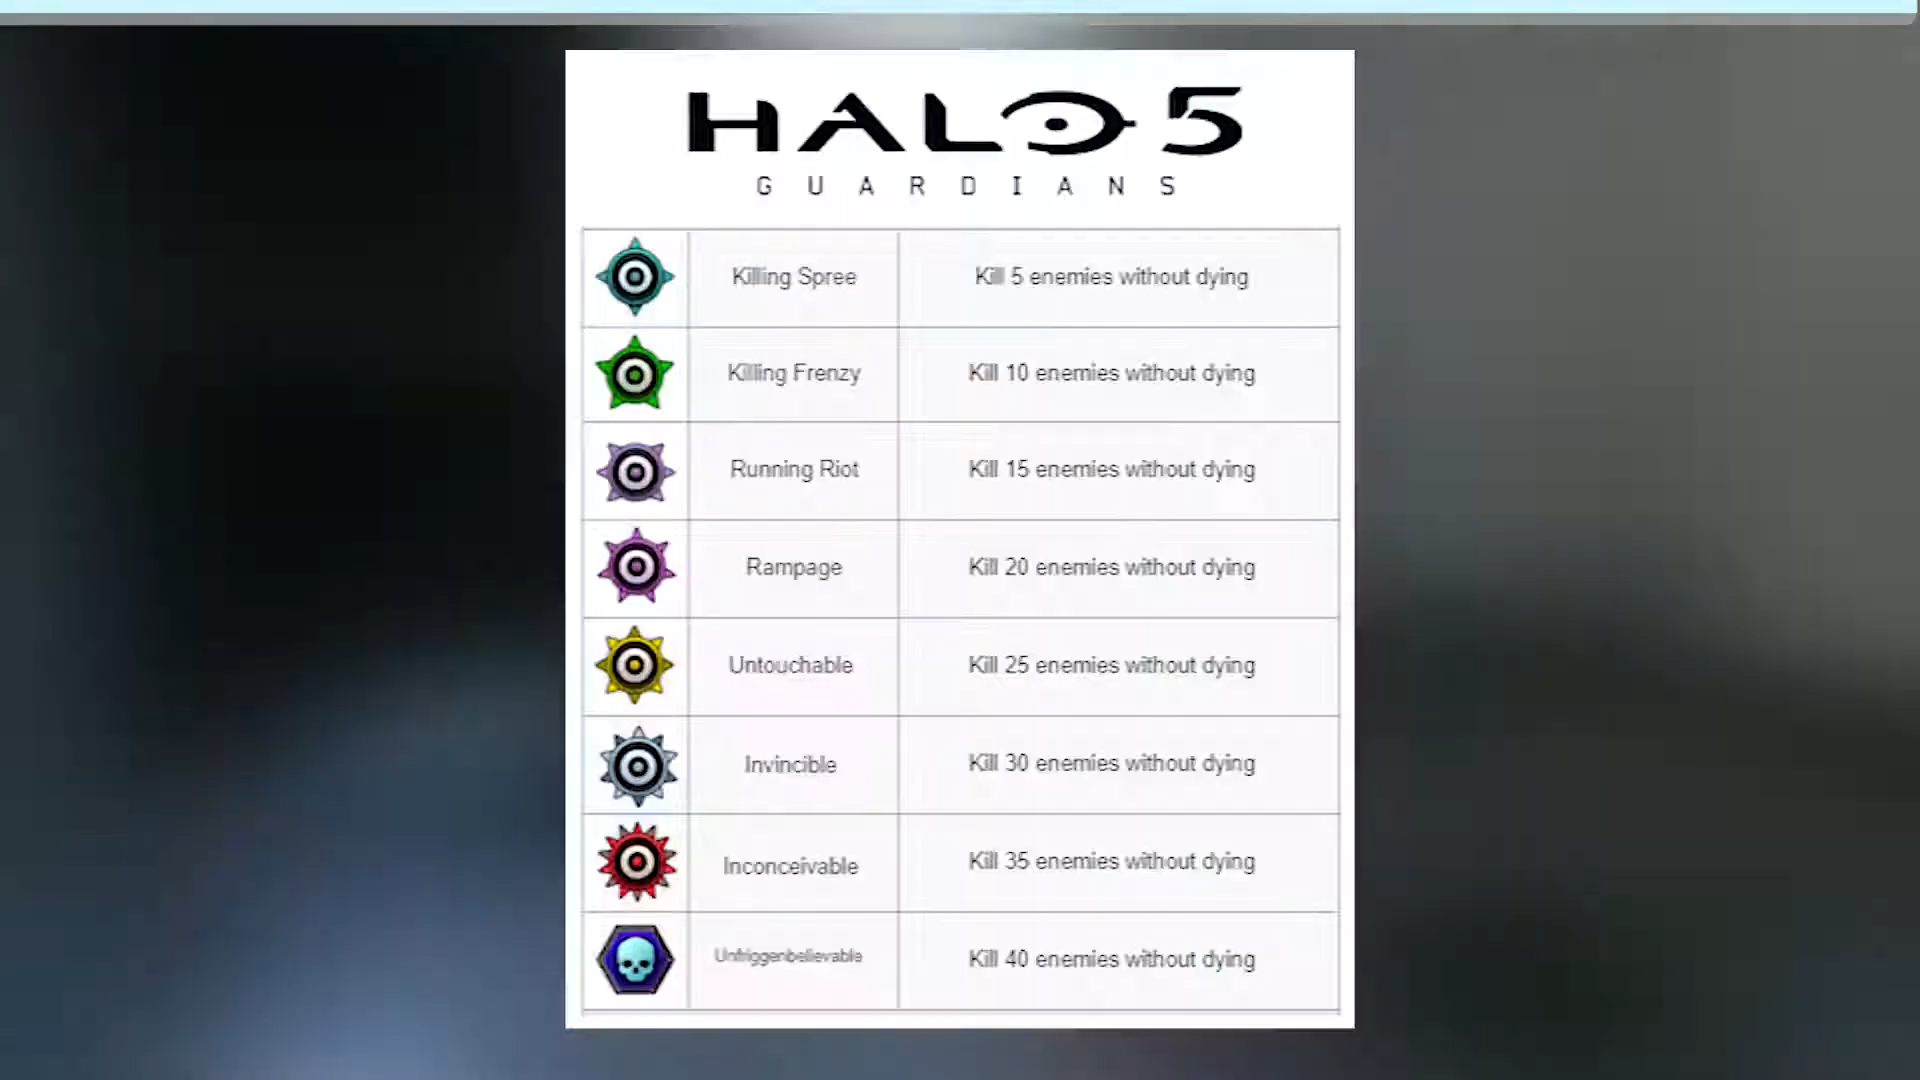 HALO 5
GUARDIANS
Killing Spree Kill 5 enemies without dying
Killing Frenzy Kill 10 enemies without dying
Running Riot Kill 15 enemies without dying
Rampage Kill 20 enemies without dying
Untouchable Kill 25 enemies without dying
Invincible Kill 30 enemies without dying
Inconceivable Kill 35 enemies without dying
Unfriggenbelievable Kill 40 enemies without dying